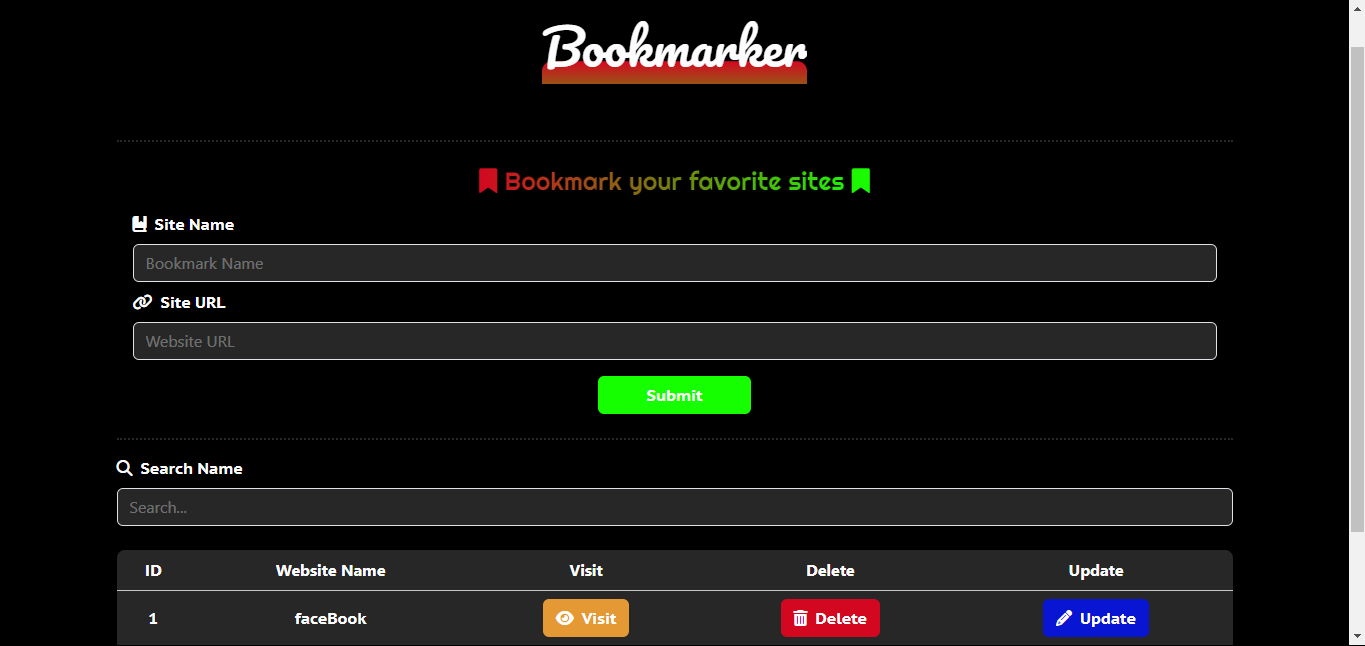 Bookmarker
Bookmark your favorite sites
Site Name
Bookmark Name
Site URL
Website URL
Submit
Search Name
Search...
ID Website Name Visit Delete Update
1 faceBook Visit Delete Update